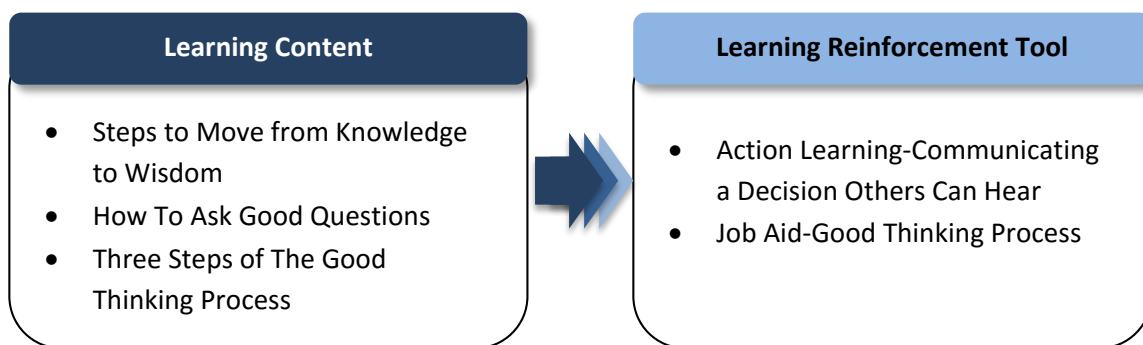 Learning Content
• Steps to Move from Knowledge
to Wisdom
• How To Ask Good Questions
• Three Steps of The Good
Thinking Process
Learning Reinforcement Tool
• Action Learning-Communicating
a Decision Others Can Hear
• Job Aid-Good Thinking Process